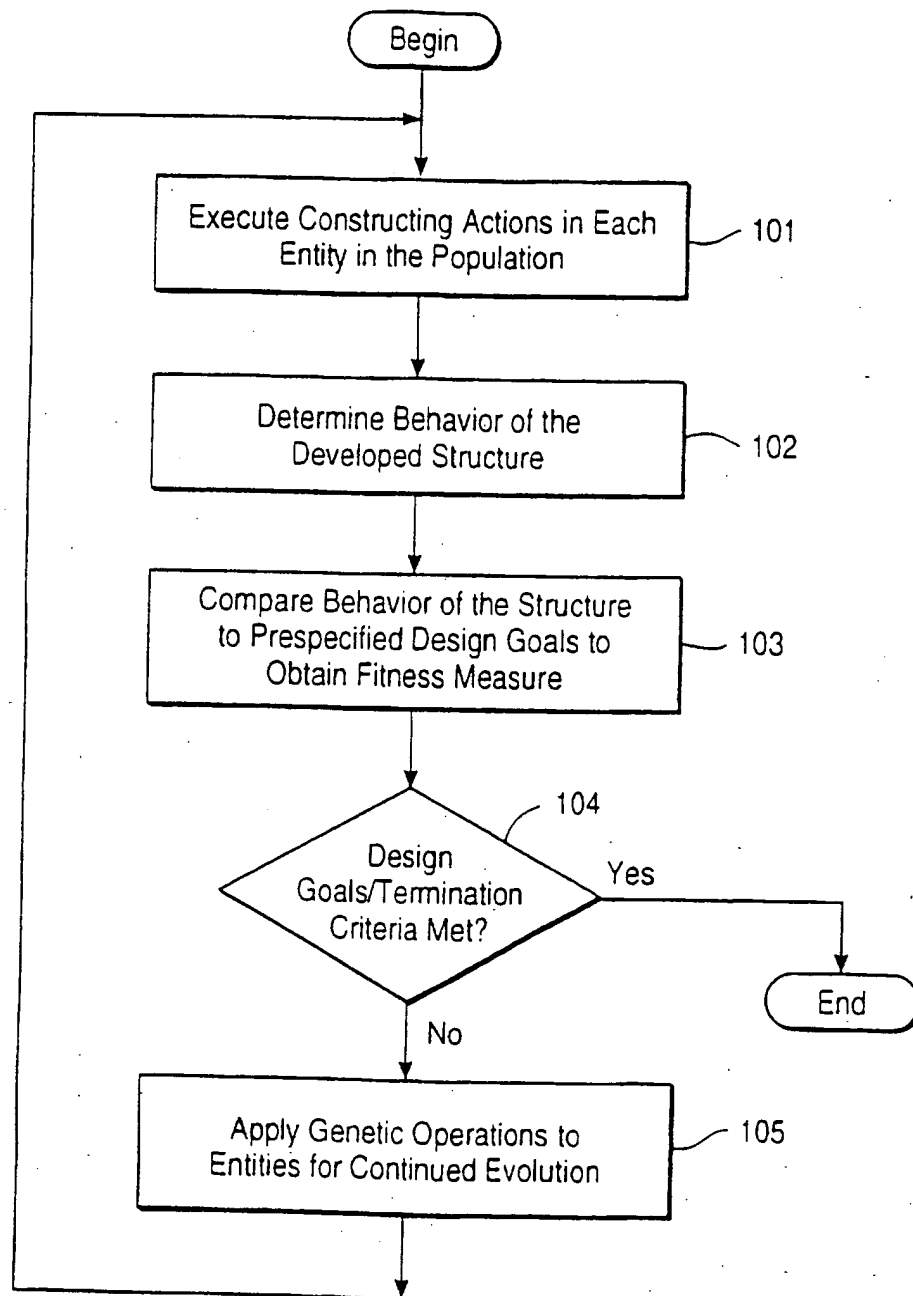 Begin
Execute Constructing Actions in Each
Entity in the Population
101
Determine Behavior of the
Developed Structure
102
Compare Behavior of the Structure
to Prespecified Design Goals to
Obtain Fitness Measure
103
104
Design
Goals/Termination
Criteria Met?
Yes
End
No
Apply Genetic Operations to
Entities for Continued Evolution
105